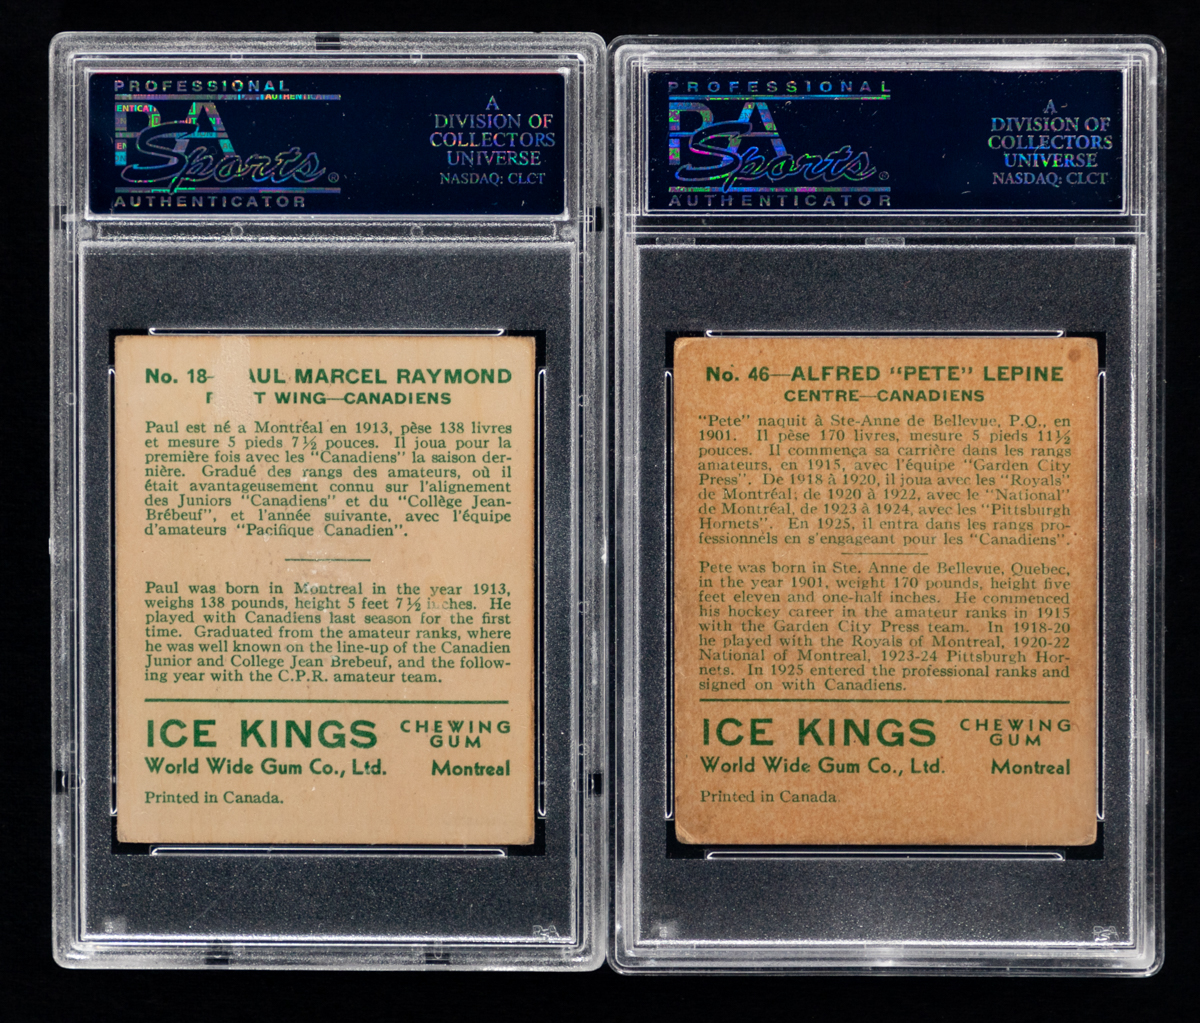 PROFESSIONAL
PSA
Sports®
AUTHENTICATOR
A
DIVISION OF
COLLECTORS
UNIVERSE
NASDAQ: CLCT
No. 18- AUL MARCEL RAYMOND
T WING—CANADIENS
Paul est né a Montréal en 1913, pèse 138 livres
et mesure 5 pieds 7½ pouces. Il joua pour la
première fois avec les "Canadiens" la saison der-
nière. Gradué des rangs des amateurs, où il
était avantageusement connu sur l'alignement
des Juniors "Canadiens" et du "Collège Jean-
Brébeuf", et l'année suivante, avec l'équipe
d'amateurs "Pacifique Canadien".
Paul was born in Montreal in the year 1913,
weighs 138 pounds, height 5 feet 7½ inches. He
played with Canadiens last season for the first
time. Graduated from the amateur ranks, where
he was well known on the line-up of the Canadien
Junior and College Jean Brebeuf, and the follow-
ing year with the C.P.R. amateur team.
ICE KINGS CHEWING GUM
World Wide Gum Co., Ltd. Montreal
Printed in Canada.
PROFESSIONAL
PSA
Sports®
AUTHENTICATOR
A
DIVISION OF
COLLECTORS
UNIVERSE
NASDAQ: CLCT
No. 46—ALFRED "PETE" LEPINE
CENTRE—CANADIENS
"Pete" naquit à Ste-Anne de Bellevue, P.Q., en
1901. Il pèse 170 livres, mesure 5 pieds 11½
pouces. Il commença sa carrière dans les rangs
amateurs, en 1915, avec l'équipe "Garden City
Press". De 1918 à 1920, il joua avec les "Royals"
de Montréal; de 1920 à 1922, avec le "National"
de Montréal, de 1923 à 1924, avec les "Pittsburgh
Hornets". En 1925, il entra dans les rangs pro-
fessionnels en s'engageant pour les "Canadiens".
Pete was born in Ste. Anne de Bellevue, Quebec,
in the year 1901, weight 170 pounds, height five
feet eleven and one-half inches. He commenced
his hockey career in the amateur ranks in 1915
with the Garden City Press team. In 1918-20
he played with the Royals of Montreal, 1920-22
National of Montreal, 1923-24 Pittsburgh Hor-
nets. In 1925 entered the professional ranks and
signed on with Canadiens.
ICE KINGS CHEWING GUM
World Wide Gum Co., Ltd. Montreal
Printed in Canada.